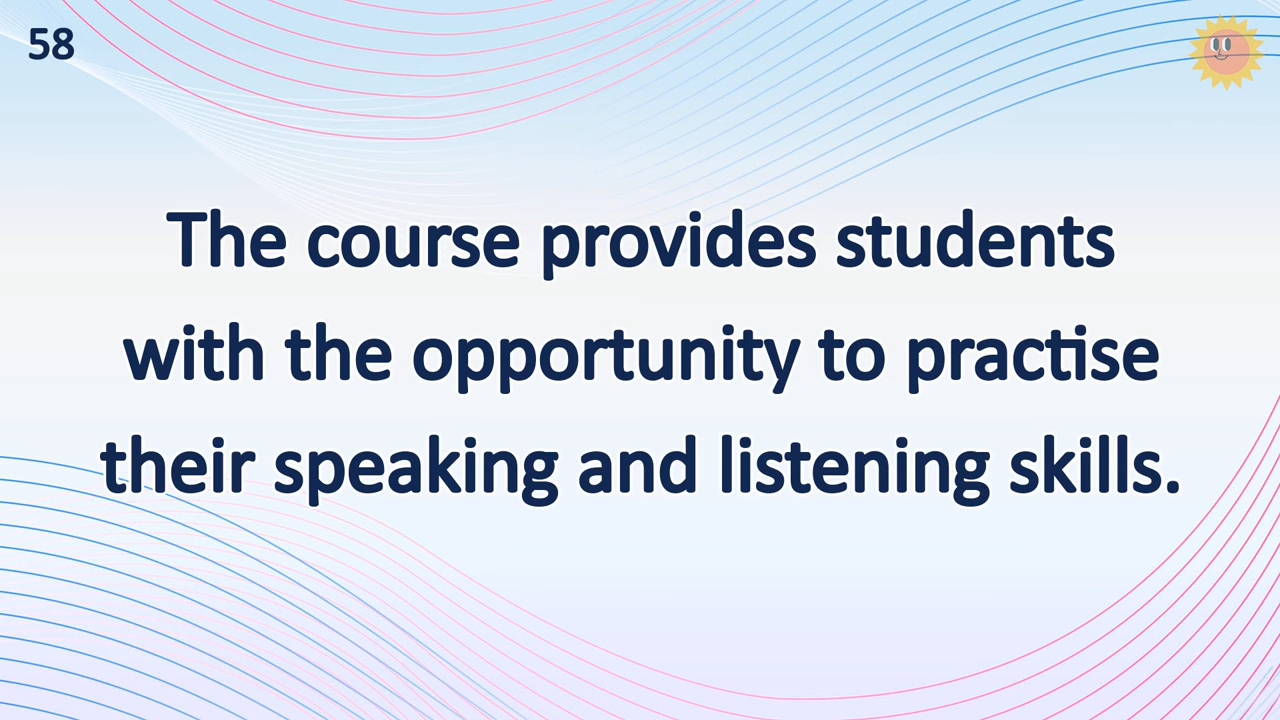 58
The course provides students
with the opportunity to practise
their speaking and listening skills.